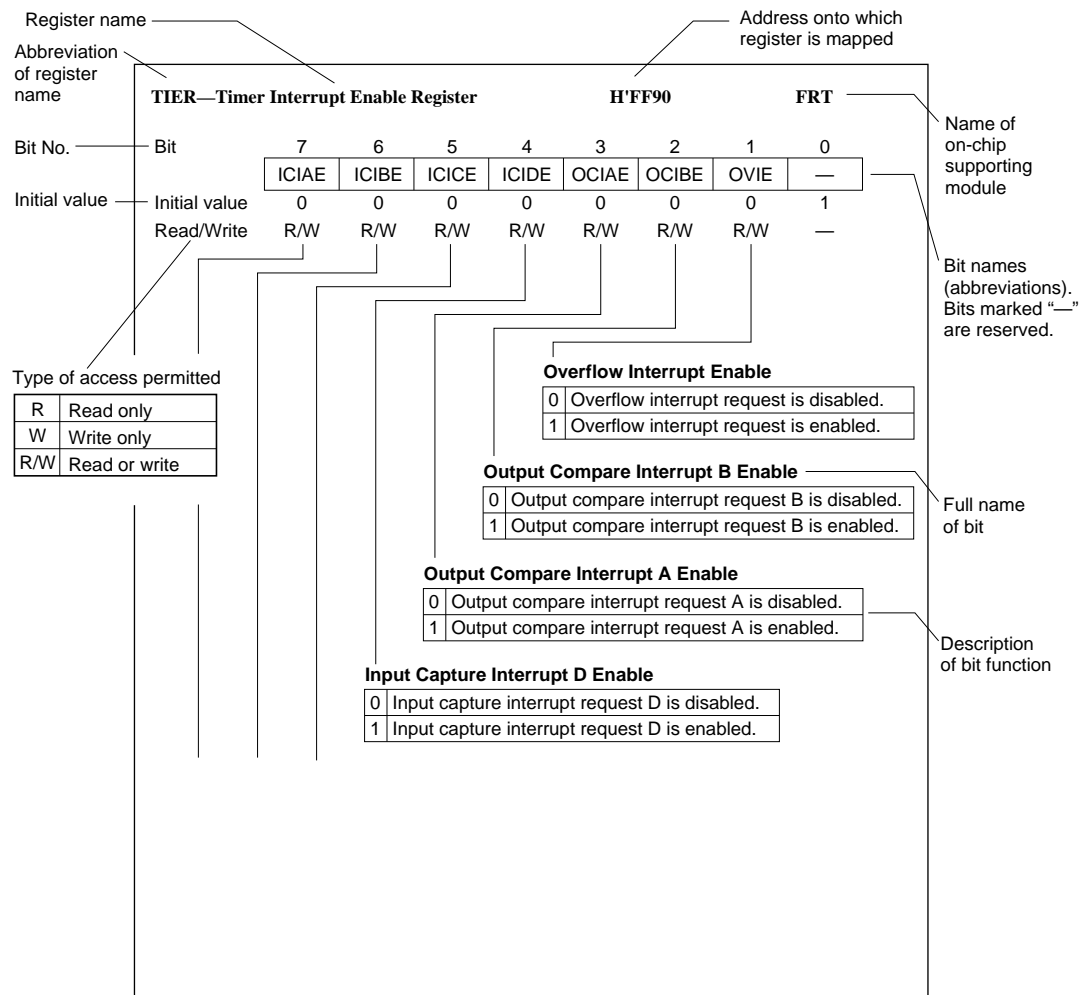 Register name
Address onto which
register is mapped
Abbreviation
of register
name
TIER—Timer Interrupt Enable Register H'FF90 FRT
Name of
on-chip
supporting
module
Bit No. Bit 7 6 5 4 3 2 1 0
ICIAE ICIBE ICICE ICIDE OCIAE OCIBE OVIE —
Initial value Initial value 0 0 0 0 0 0 0 1
Read/Write R/W R/W R/W R/W R/W R/W R/W —
Bit names
(abbreviations).
Bits marked “—”
are reserved.
Type of access permitted
R Read only
W Write only
R/W Read or write
Overflow Interrupt Enable
0 Overflow interrupt request is disabled.
1 Overflow interrupt request is enabled.
Output Compare Interrupt B Enable
0 Output compare interrupt request B is disabled.
1 Output compare interrupt request B is enabled.
Full name
of bit
Output Compare Interrupt A Enable
0 Output compare interrupt request A is disabled.
1 Output compare interrupt request A is enabled.
Description
of bit function
Input Capture Interrupt D Enable
0 Input capture interrupt request D is disabled.
1 Input capture interrupt request D is enabled.